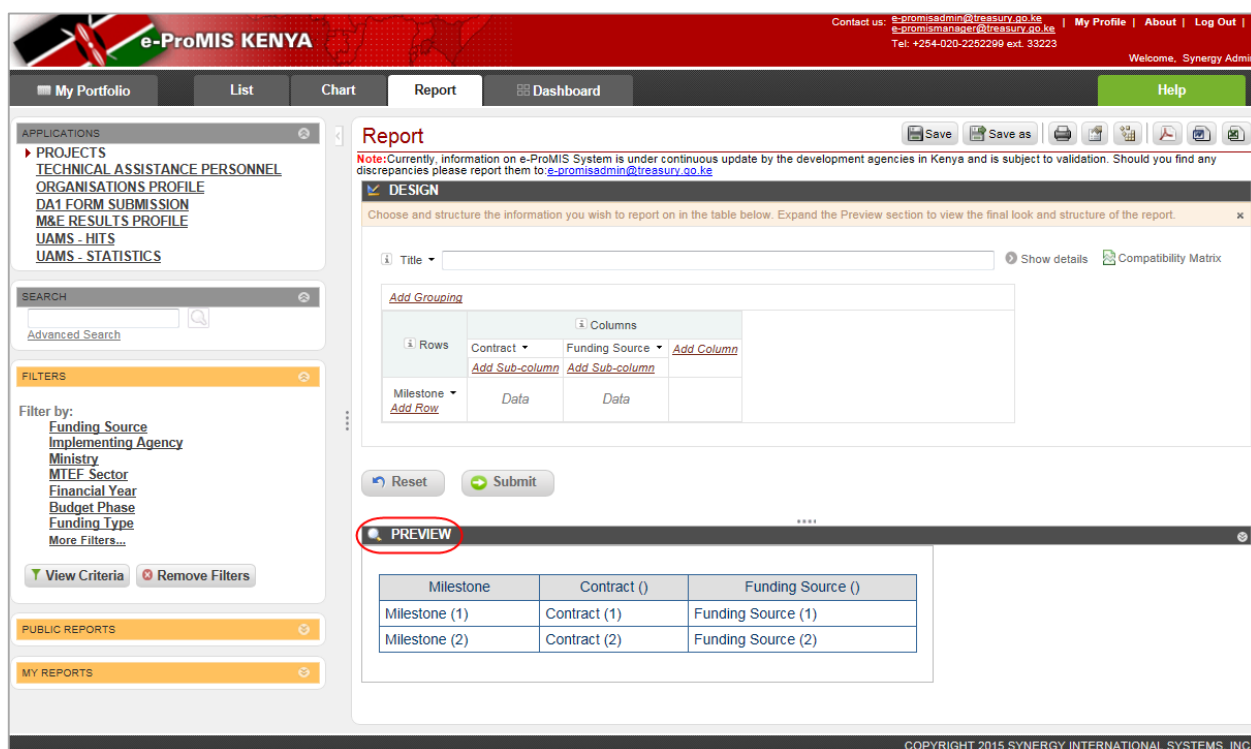 Contact us: e-promisadmin@treasury.go.ke | My Profile | About | Log Out |
e-promismanager@treasury.go.ke
Tel: +254-020-2252299 ext. 33223
e-ProMIS KENYA
Welcome, Synergy Admi
My Portfolio List Chart Report Dashboard Help
APPLICATIONS
PROJECTS
TECHNICAL ASSISTANCE PERSONNEL
ORGANISATIONS PROFILE
DA1 FORM SUBMISSION
M&E RESULTS PROFILE
UAMS - HITS
UAMS - STATISTICS
SEARCH
Advanced Search
FILTERS
Filter by:
Funding Source
Implementing Agency
Ministry
MTEF Sector
Financial Year
Budget Phase
Funding Type
More Filters...
View Criteria Remove Filters
PUBLIC REPORTS
MY REPORTS
Report
Save Save as
Note:Currently, information on e-ProMIS System is under continuous update by the development agencies in Kenya and is subject to validation. Should you find any
discrepancies please report them to:e-promisadmin@treasury.go.ke
DESIGN
Choose and structure the information you wish to report on in the table below. Expand the Preview section to view the final look and structure of the report. x
i Title Show details Compatibility Matrix
Add Grouping
i Columns
i Rows Contract Funding Source Add Column
Add Sub-column Add Sub-column
Milestone Data Data
Add Row
Reset Submit
PREVIEW
Milestone Contract () Funding Source ()
Milestone (1) Contract (1) Funding Source (1)
Milestone (2) Contract (2) Funding Source (2)
COPYRIGHT 2015 SYNERGY INTERNATIONAL SYSTEMS, INC